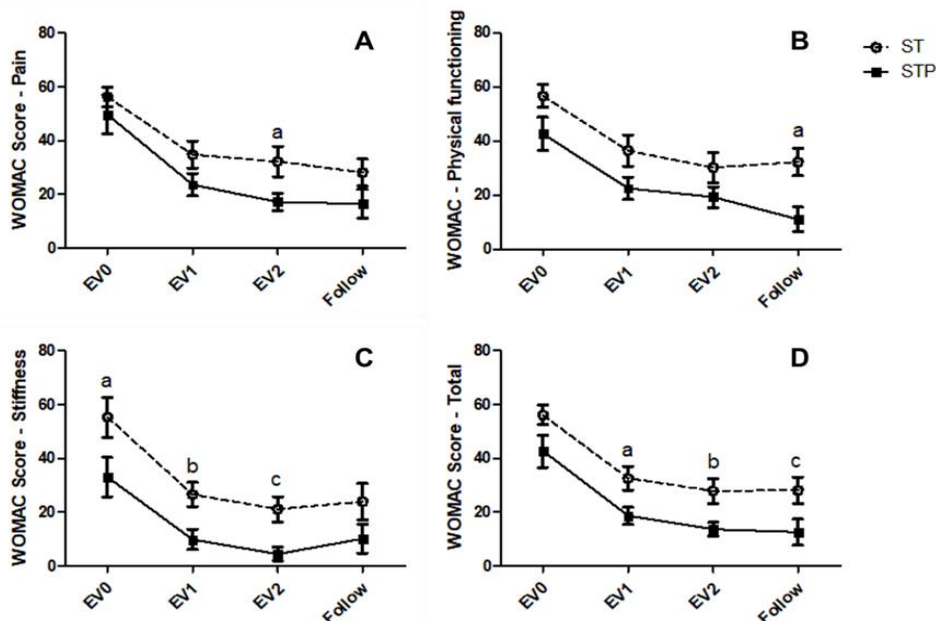 A
WOMAC Score - Pain
80
60
40
20
0
a
EV0
EV1
EV2
Follow
B
WOMAC - Physical functioning
80
60
40
20
0
a
EV0
EV1
EV2
Follow
ST
STP
C
WOMAC Score - Stiffness
80
60
40
20
0
a
b
c
EV0
EV1
EV2
Follow
D
WOMAC Score - Total
80
60
40
20
0
a
b
c
EV0
EV1
EV2
Follow